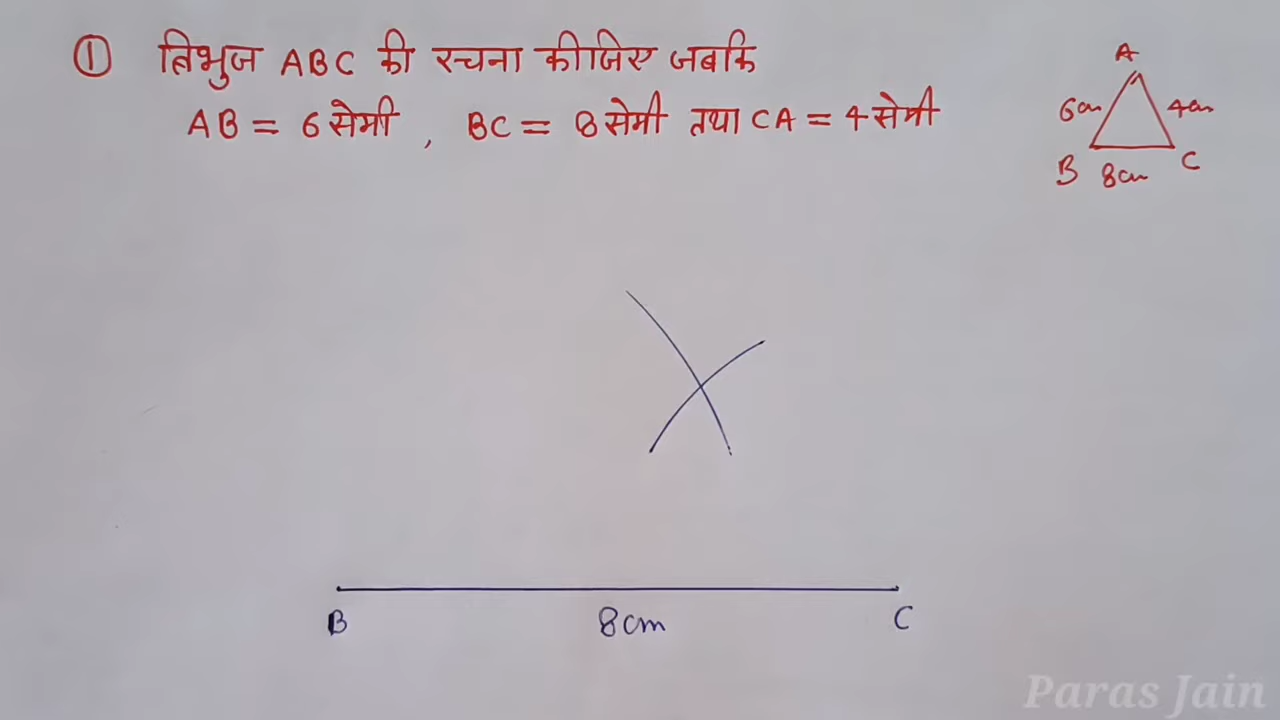 ① त्रिभुज ABC की रचना कीजिए जबकि
AB = 6 सेमी , BC = 8 सेमी तथा CA = 4 सेमी
A
6cm 4cm
B 8cm C
B 8cm C
Paras Jain